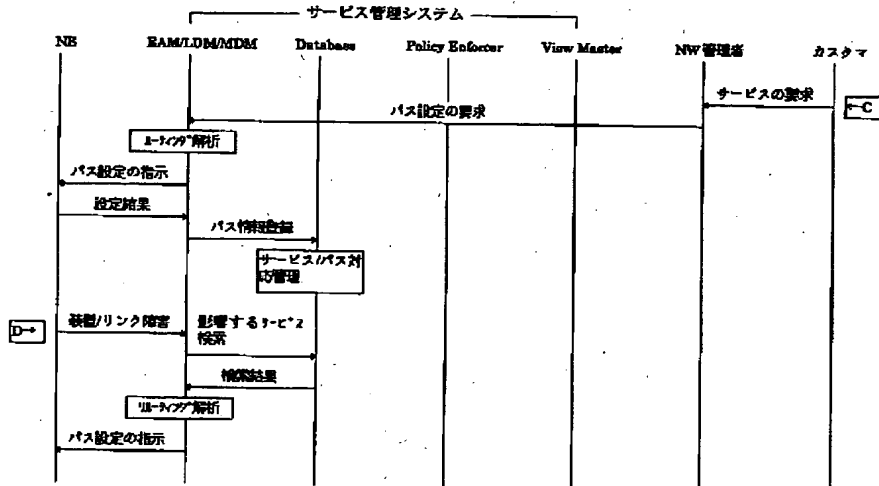 サービス管理システム
NE
RAM/LDM/MDM
Database
Policy Enforcer
View Master
NW管理者
カスタマ
サービスの要求
C
パス設定の要求
ルーティング解析
パス設定の指示
設定結果
パス情報登録
サービス/パス対
応管理
D
装置/リンク障害
影響するサービス
検索
検索結果
リルーティング解析
パス設定の指示